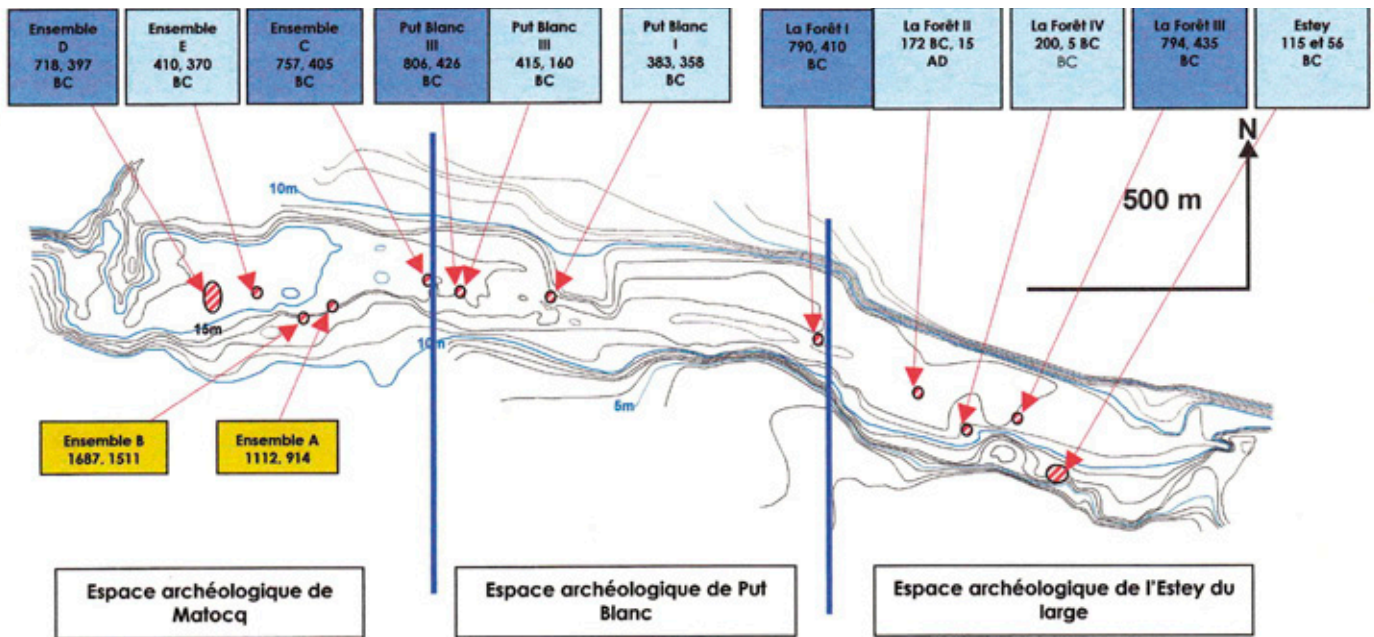 Ensemble
D
718, 397
BC
Ensemble
E
410, 370
BC
Ensemble
C
757, 405
BC
Put Blanc
III
806, 426
BC
Put Blanc
III
415, 160
BC
Put Blanc
I
383, 358
BC
La Forêt I
790, 410
BC
La Forêt II
172 BC, 15
AD
La Forêt IV
200, 5 BC
BC
La Forêt III
794, 435
BC
Estey
115 et 56
BC
N
500 m
10m
15m
10m
5m
Ensemble B
1687, 1511
Ensemble A
1112, 914
Espace archéologique de
Matocq
Espace archéologique de Put
Blanc
Espace archéologique de l'Estey du
large